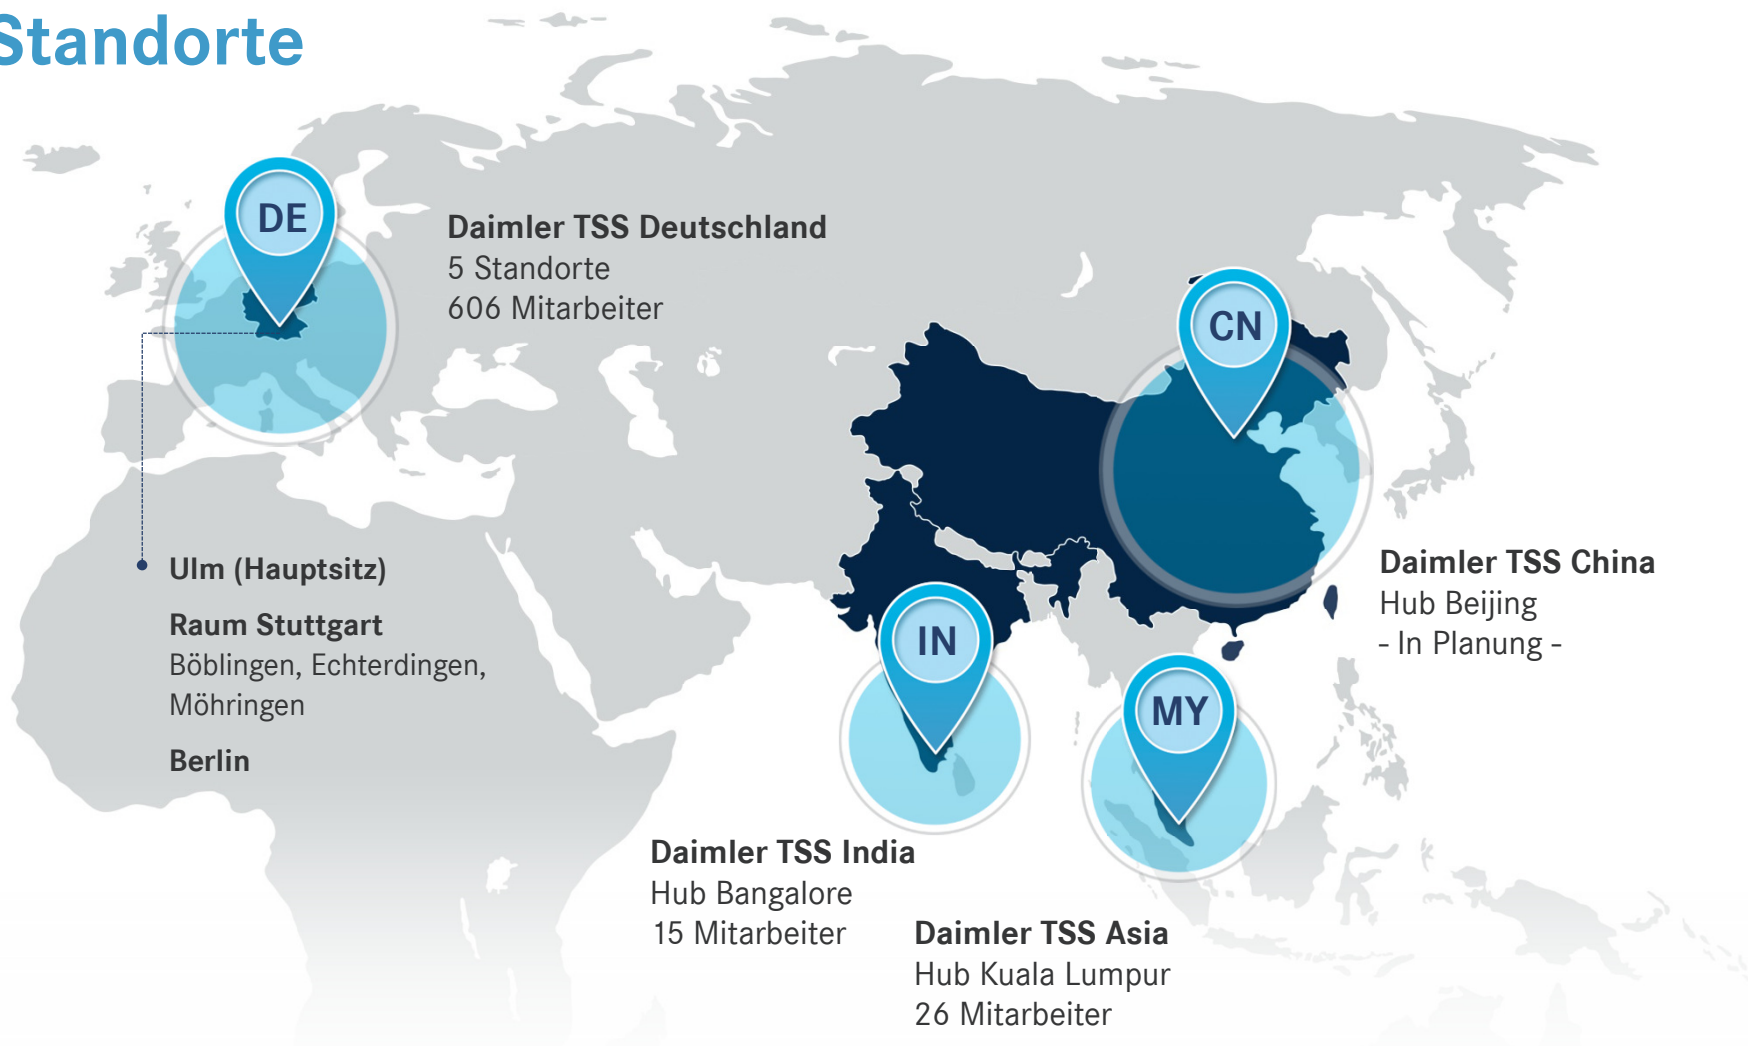 Standorte
DE
Daimler TSS Deutschland
5 Standorte
606 Mitarbeiter
CN
Ulm (Hauptsitz)
Raum Stuttgart
Böblingen, Echterdingen,
Möhringen
Berlin
Daimler TSS China
Hub Beijing
- In Planung -
IN
MY
Daimler TSS India
Hub Bangalore
15 Mitarbeiter
Daimler TSS Asia
Hub Kuala Lumpur
26 Mitarbeiter